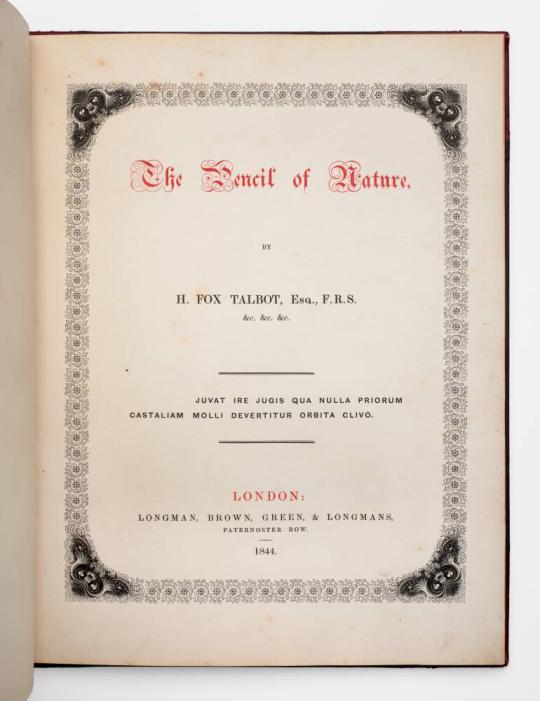 The Pencil of Nature,
BY
H. FOX TALBOT, Esq., F.R.S.
&c. &c. &c.
JUVAT IRE JUGIS QUA NULLA PRIORUM
CASTALIAM MOLLI DEVERTITUR ORBITA CLIVO.
LONDON:
LONGMAN, BROWN, GREEN, & LONGMANS,
PATERNOSTER ROW.
1844.